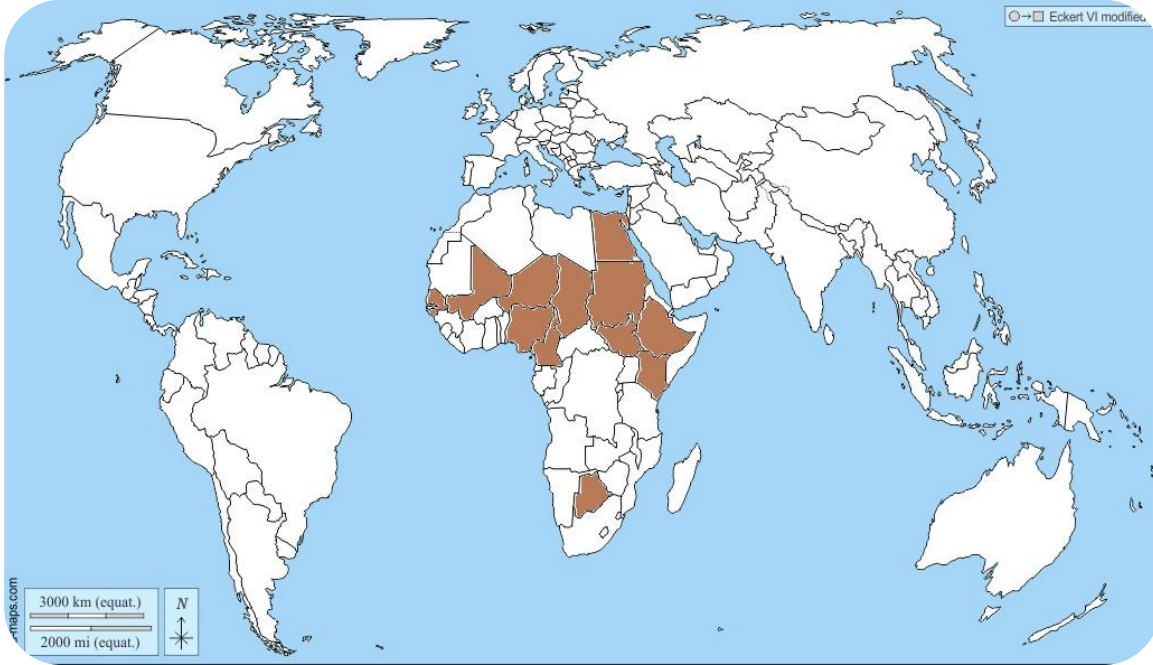 ○→□ Eckert VI modified
3000 km (equat.)
N
2000 mi (equat.)
-maps.com